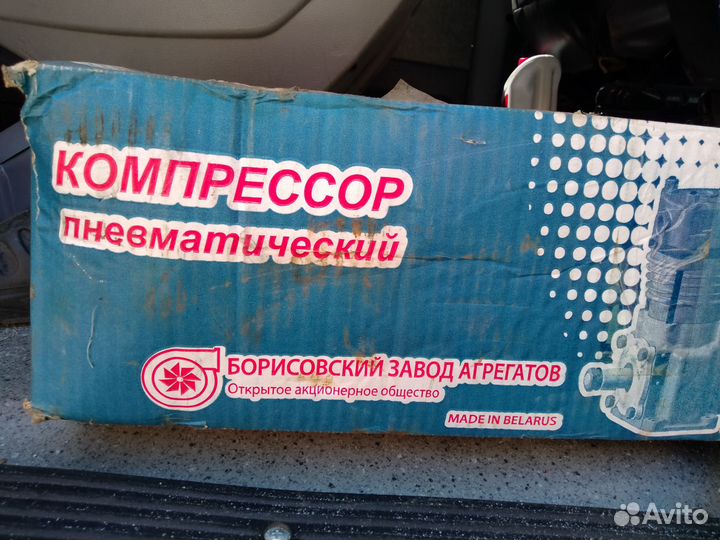 КОМПРЕССОР
пневматический
БОРИСОВСКИЙ ЗАВОД АГРЕГАТОВ
Открытое акционерное общество
MADE IN BELARUS
Avito